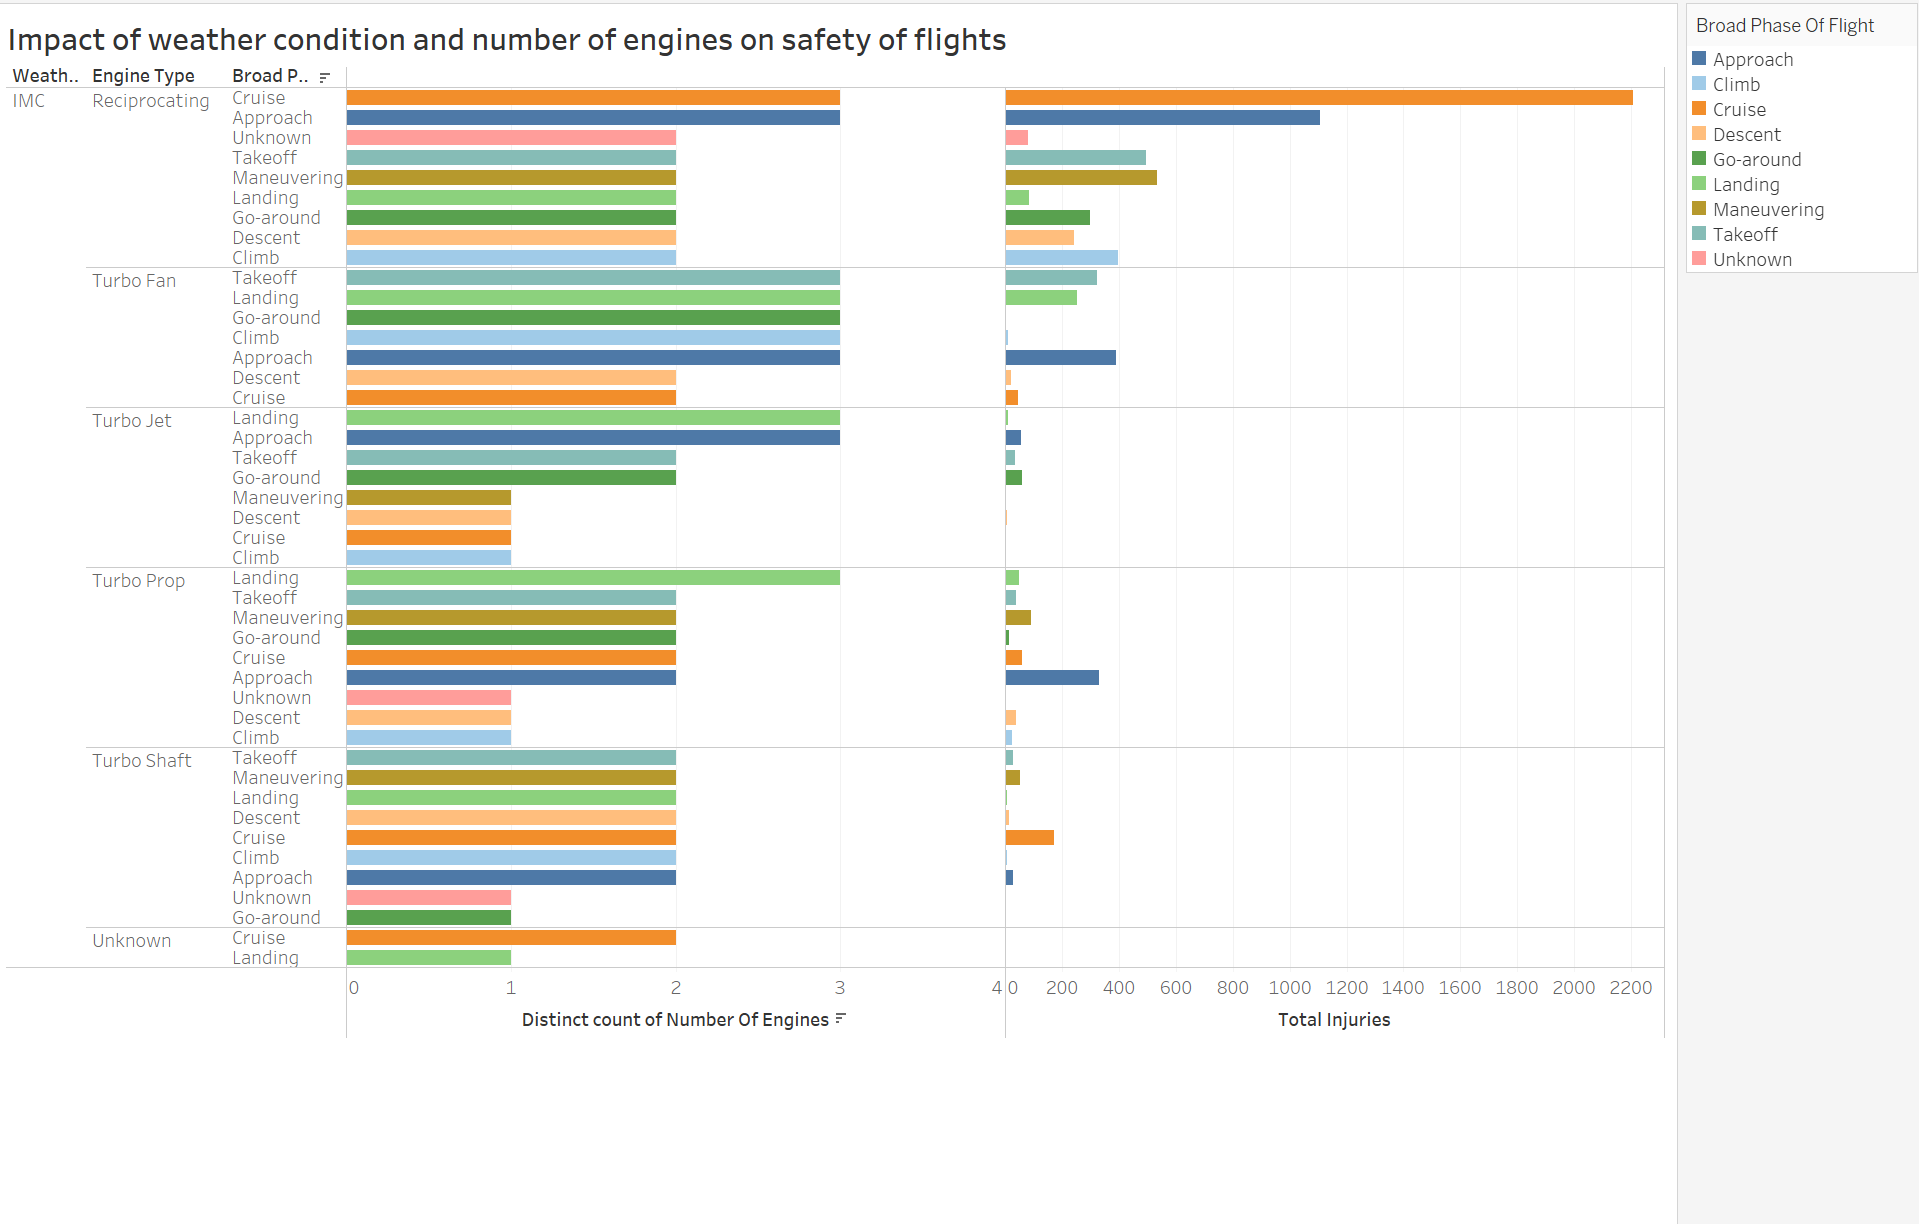 Impact of weather condition and number of engines on safety of flights
Weath.. Engine Type Broad P..
IMC Reciprocating Cruise
Approach
Unknown
Takeoff
Maneuvering
Landing
Go-around
Descent
Climb
Turbo Fan Takeoff
Landing
Go-around
Climb
Approach
Descent
Cruise
Turbo Jet Landing
Approach
Takeoff
Go-around
Maneuvering
Descent
Cruise
Climb
Turbo Prop Landing
Takeoff
Maneuvering
Go-around
Cruise
Approach
Unknown
Descent
Climb
Turbo Shaft Takeoff
Maneuvering
Landing
Descent
Cruise
Climb
Approach
Unknown
Go-around
Unknown Cruise
Landing
0 1 2 3 4 0 200 400 600 800 1000 1200 1400 1600 1800 2000 2200
Distinct count of Number Of Engines Total Injuries
Broad Phase Of Flight
Approach
Climb
Cruise
Descent
Go-around
Landing
Maneuvering
Takeoff
Unknown